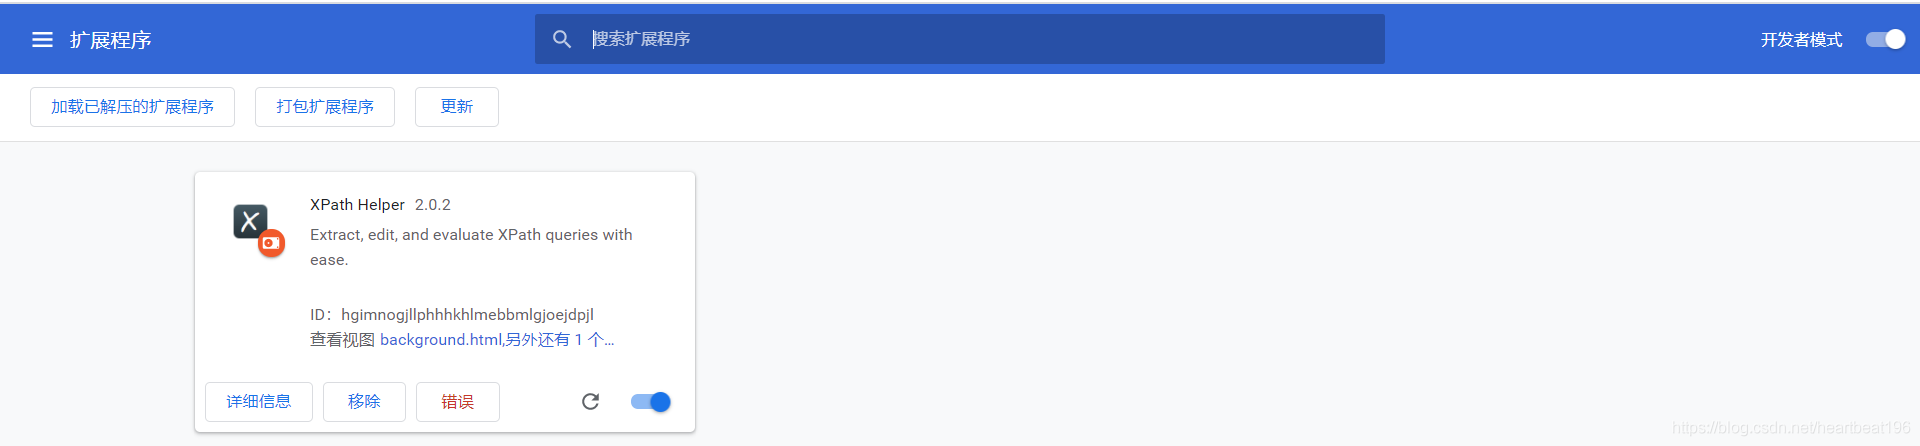 扩展程序
搜索扩展程序
开发者模式
加载已解压的扩展程序
打包扩展程序
更新
XPath Helper 2.0.2
Extract, edit, and evaluate XPath queries with
ease.
ID：hgimnogjllphhhkhlmebbmlgjoejdpjl
查看视图 background.html,另外还有 1 个...
详细信息
移除
错误
https://blog.csdn.net/heartbeat196